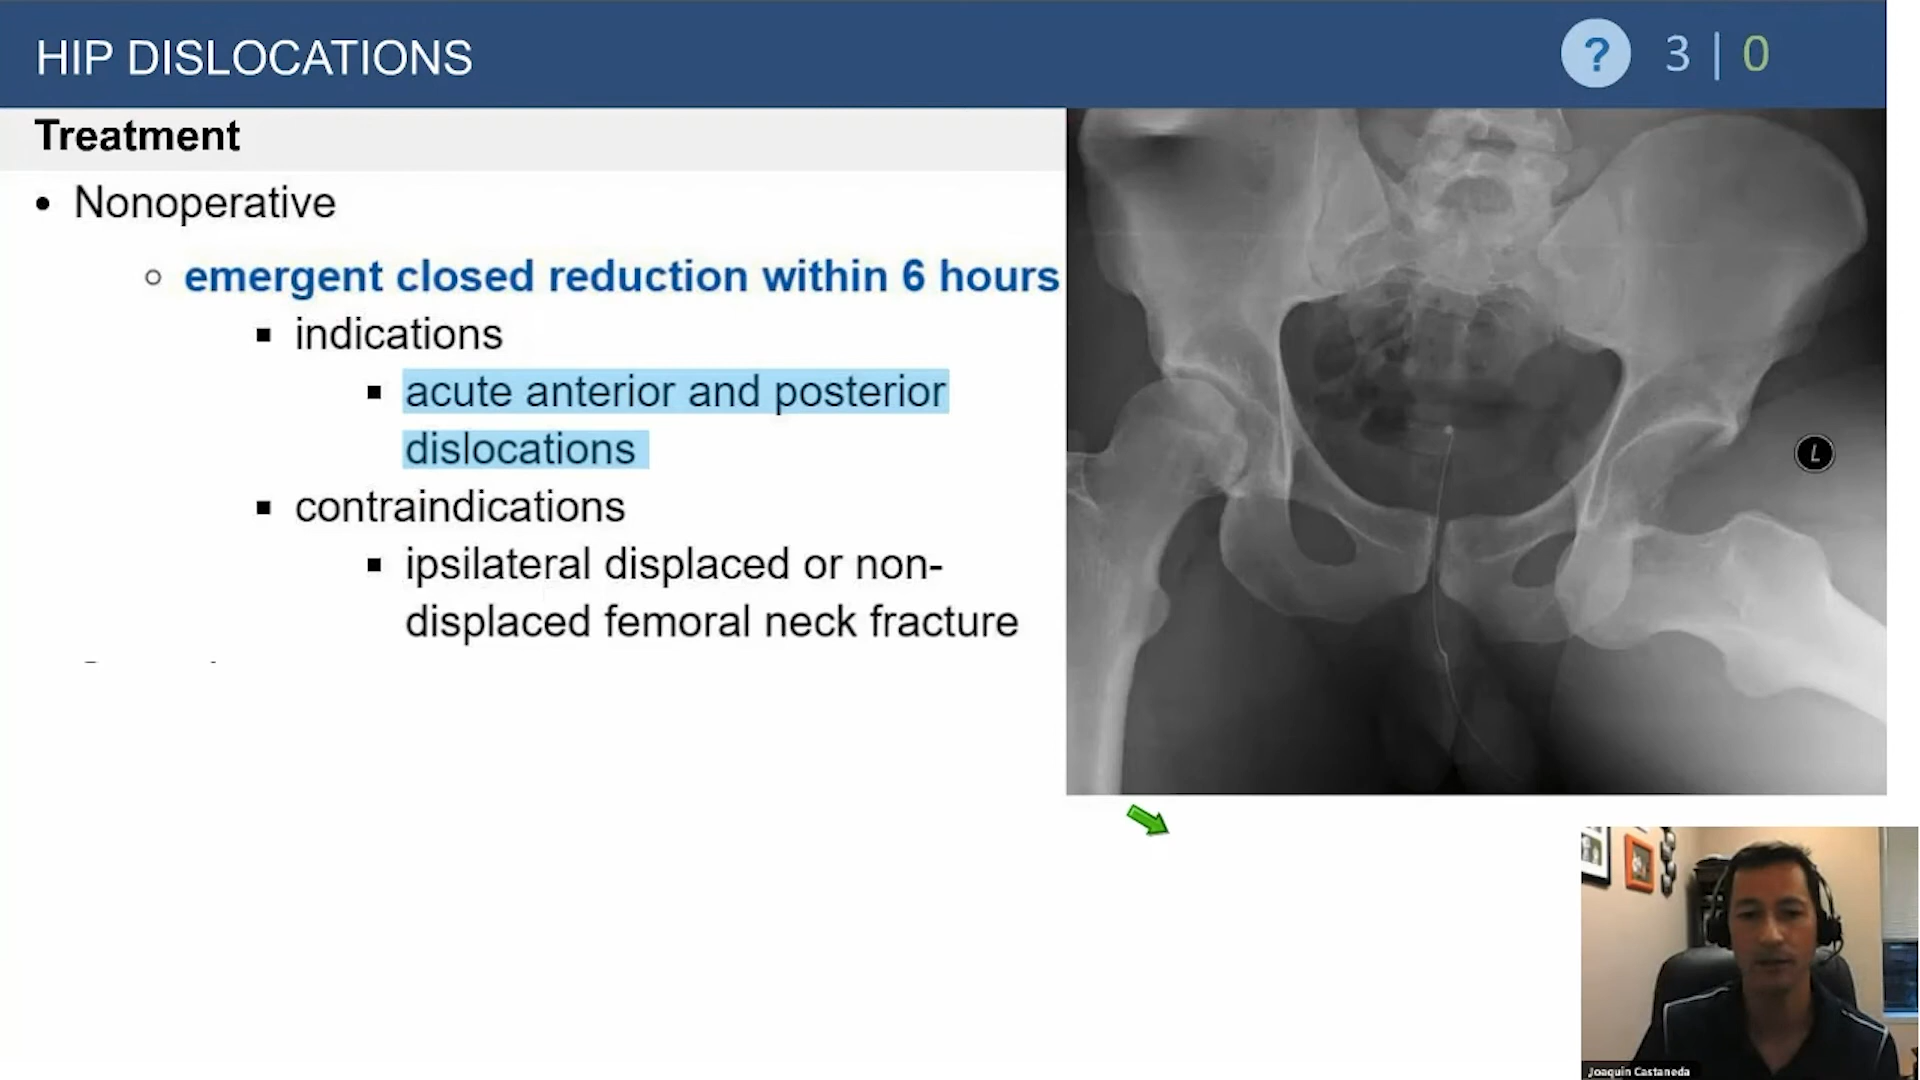 HIP DISLOCATIONS
? 3 | 0
Treatment
• Nonoperative
○ emergent closed reduction within 6 hours
▪ indications
▪ acute anterior and posterior
dislocations
▪ contraindications
▪ ipsilateral displaced or non-
displaced femoral neck fracture
L
Joaquin Castaneda